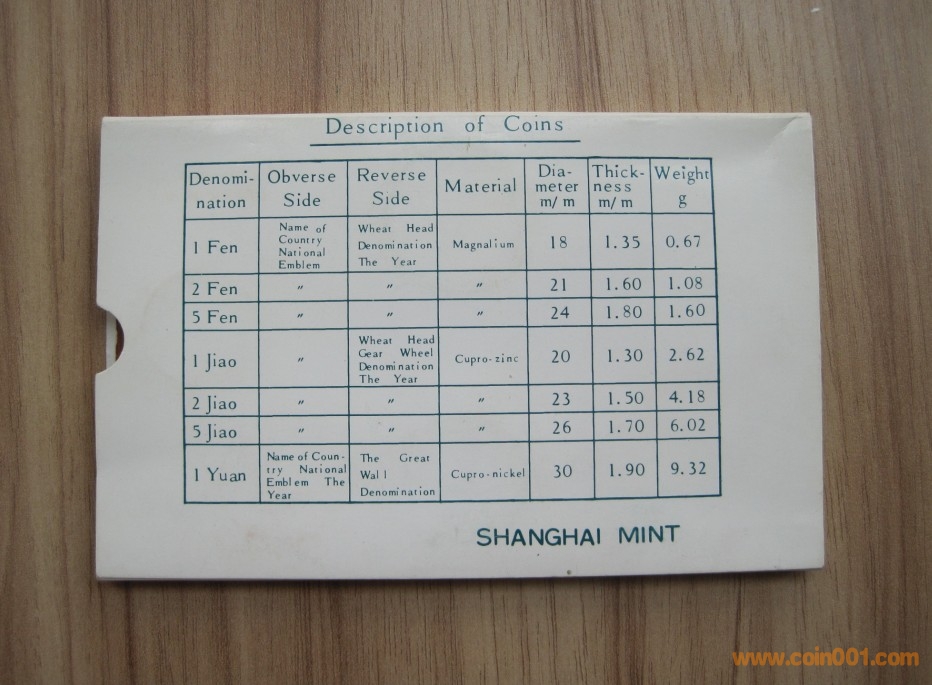 Description of Coins
Denomi-
nation
Obverse
Side
Reverse
Side
Material
Dia-
meter
m/m
Thick-
ness
m/m
Weight
g
1 Fen
Name of
Country
National
Emblem
Wheat Head
Denomination
The Year
Magnalium
18
1.35
0.67
2 Fen
"
"
"
21
1.60
1.08
5 Fen
"
"
"
24
1.80
1.60
1 Jiao
"
Wheat Head
Gear Wheel
Denomination
The Year
Cupro-zinc
20
1.30
2.62
2 Jiao
"
"
"
23
1.50
4.18
5 Jiao
"
"
"
26
1.70
6.02
1 Yuan
Name of Coun-
try National
Emblem The
Year
The Great
Wall
Denomination
Cupro-nickel
30
1.90
9.32
SHANGHAI MINT
www.coin001.com